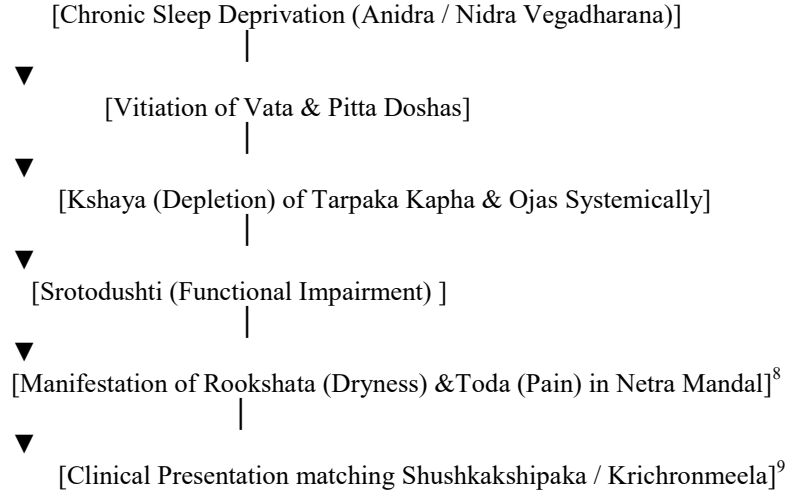 [Chronic Sleep Deprivation (Anidra / Nidra Vegadharana)]
[Vitiation of Vata & Pitta Doshas]
[Kshaya (Depletion) of Tarpaka Kapha & Ojas Systemically]
[Srotodushti (Functional Impairment) ]
[Manifestation of Rookshata (Dryness) &Toda (Pain) in Netra Mandal]8
[Clinical Presentation matching Shushkakshipaka / Krichronmeela]9